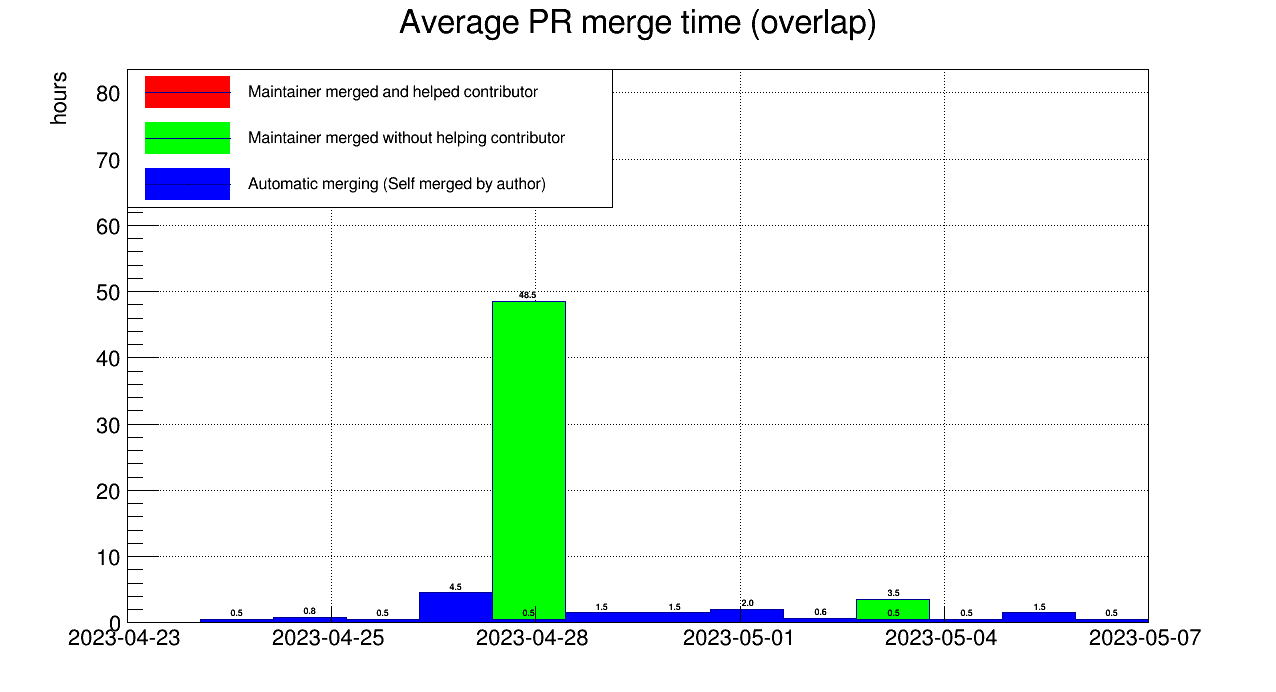 Average PR merge time (overlap)
hours
Maintainer merged and helped contributor
Maintainer merged without helping contributor
Automatic merging (Self merged by author)
80
70
60
50
40
30
20
10
0
48.5
4.5
3.5
0.5 0.8 0.5 0.5 1.5 1.5 2.0 0.6 0.5 0.5 1.5 0.5
2023-04-23 2023-04-25 2023-04-28 2023-05-01 2023-05-04 2023-05-07